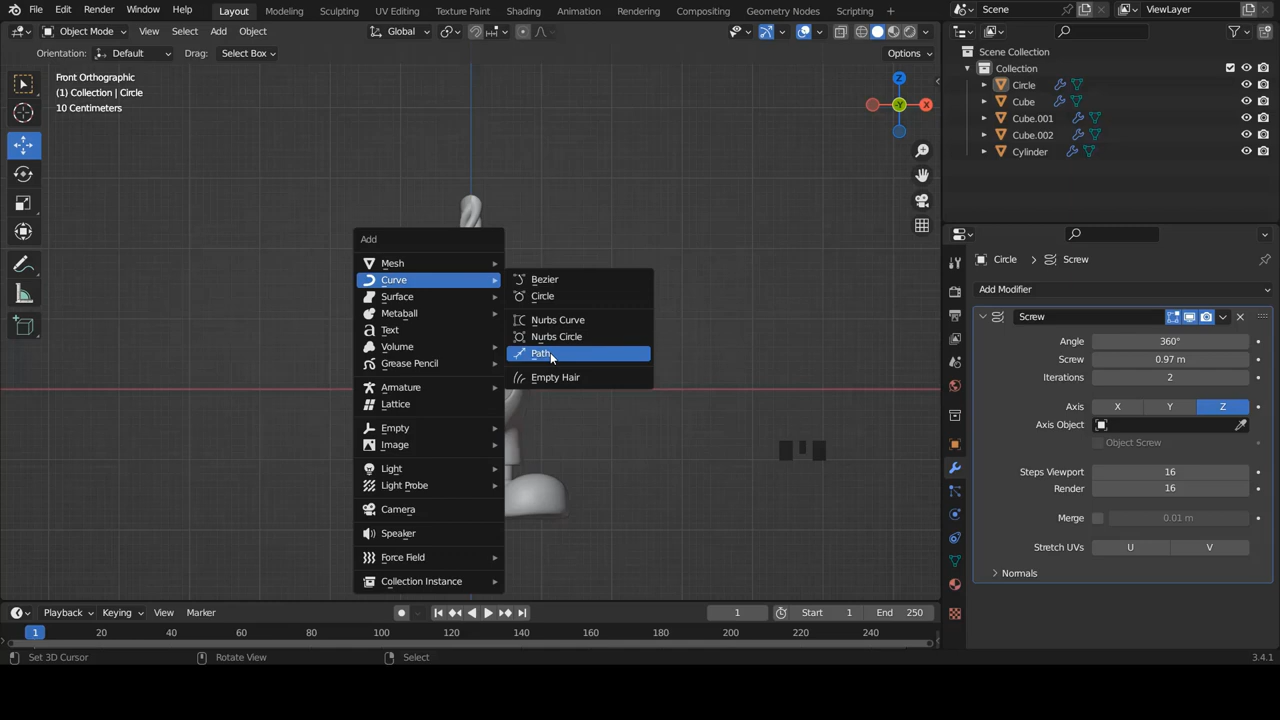 File Edit Render Window Help Layout Modeling Sculpting UV Editing Texture Paint Shading Animation Rendering Compositing Geometry Nodes Scripting Scene ViewLayer
Object Mode View Select Add Object Global
Orientation: Default Drag: Select Box Options
Front Orthographic
(1) Collection | Circle
10 Centimeters
Z
X
-Y
Scene Collection
Collection
Circle
Cube
Cube.001
Cube.002
Cylinder
Add
Mesh
Curve
Surface
Metaball
Text
Volume
Grease Pencil
Armature
Lattice
Empty
Image
Light
Light Probe
Camera
Speaker
Force Field
Collection Instance
Bezier
Circle
Nurbs Curve
Nurbs Circle
Path
Empty Hair
Circle Screw
Add Modifier
Screw
Angle 360°
Screw 0.97 m
Iterations 2
Axis X Y Z
Axis Object
Object Screw
Steps Viewport 16
Render 16
Merge 0.01 m
Stretch UVs U V
Normals
Playback Keying View Marker 1 Start 1 End 250
1 20 40 60 80 100 120 140 160 180 200 220 240
Set 3D Cursor Rotate View Select 3.4.1